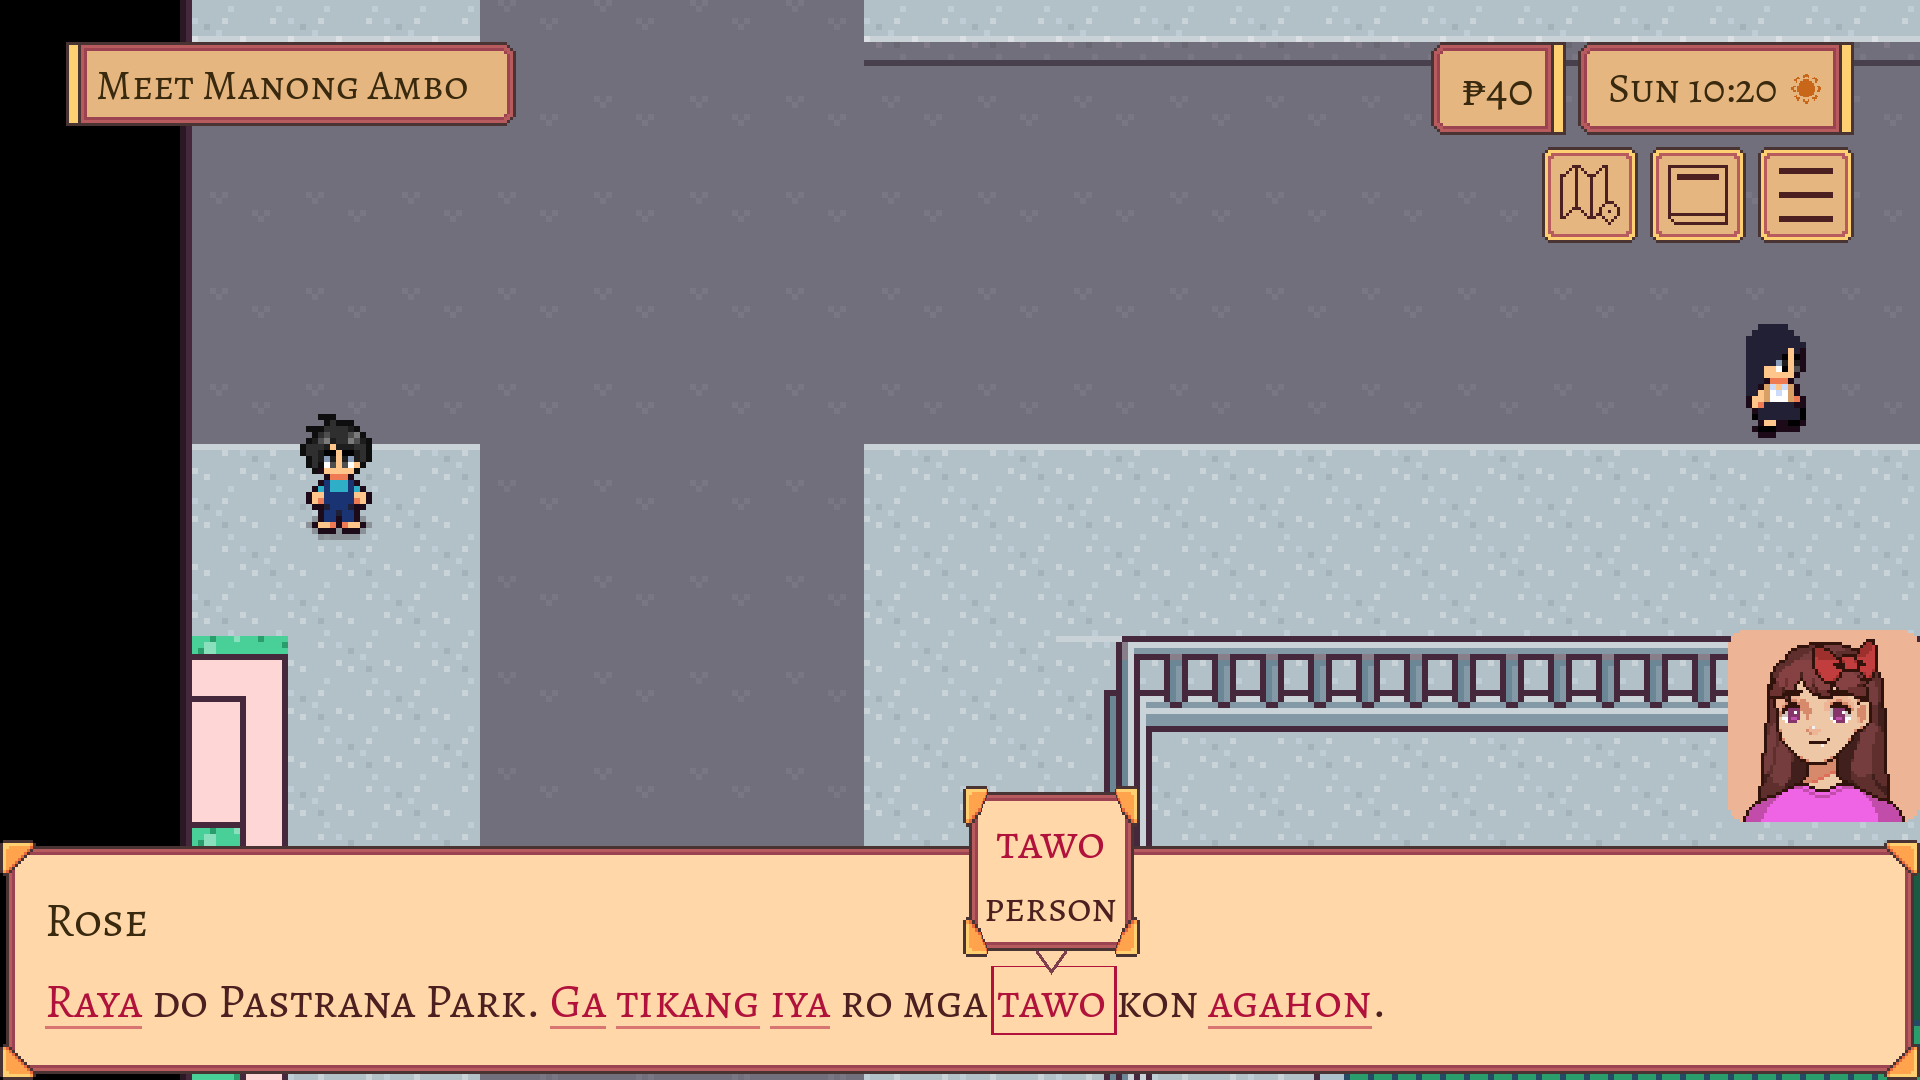 Meet Manong Ambo
₱40
Sun 10:20
tawo
person
Rose
Raya do Pastrana Park. Ga tikang iya ro mga tawo kon agahon.